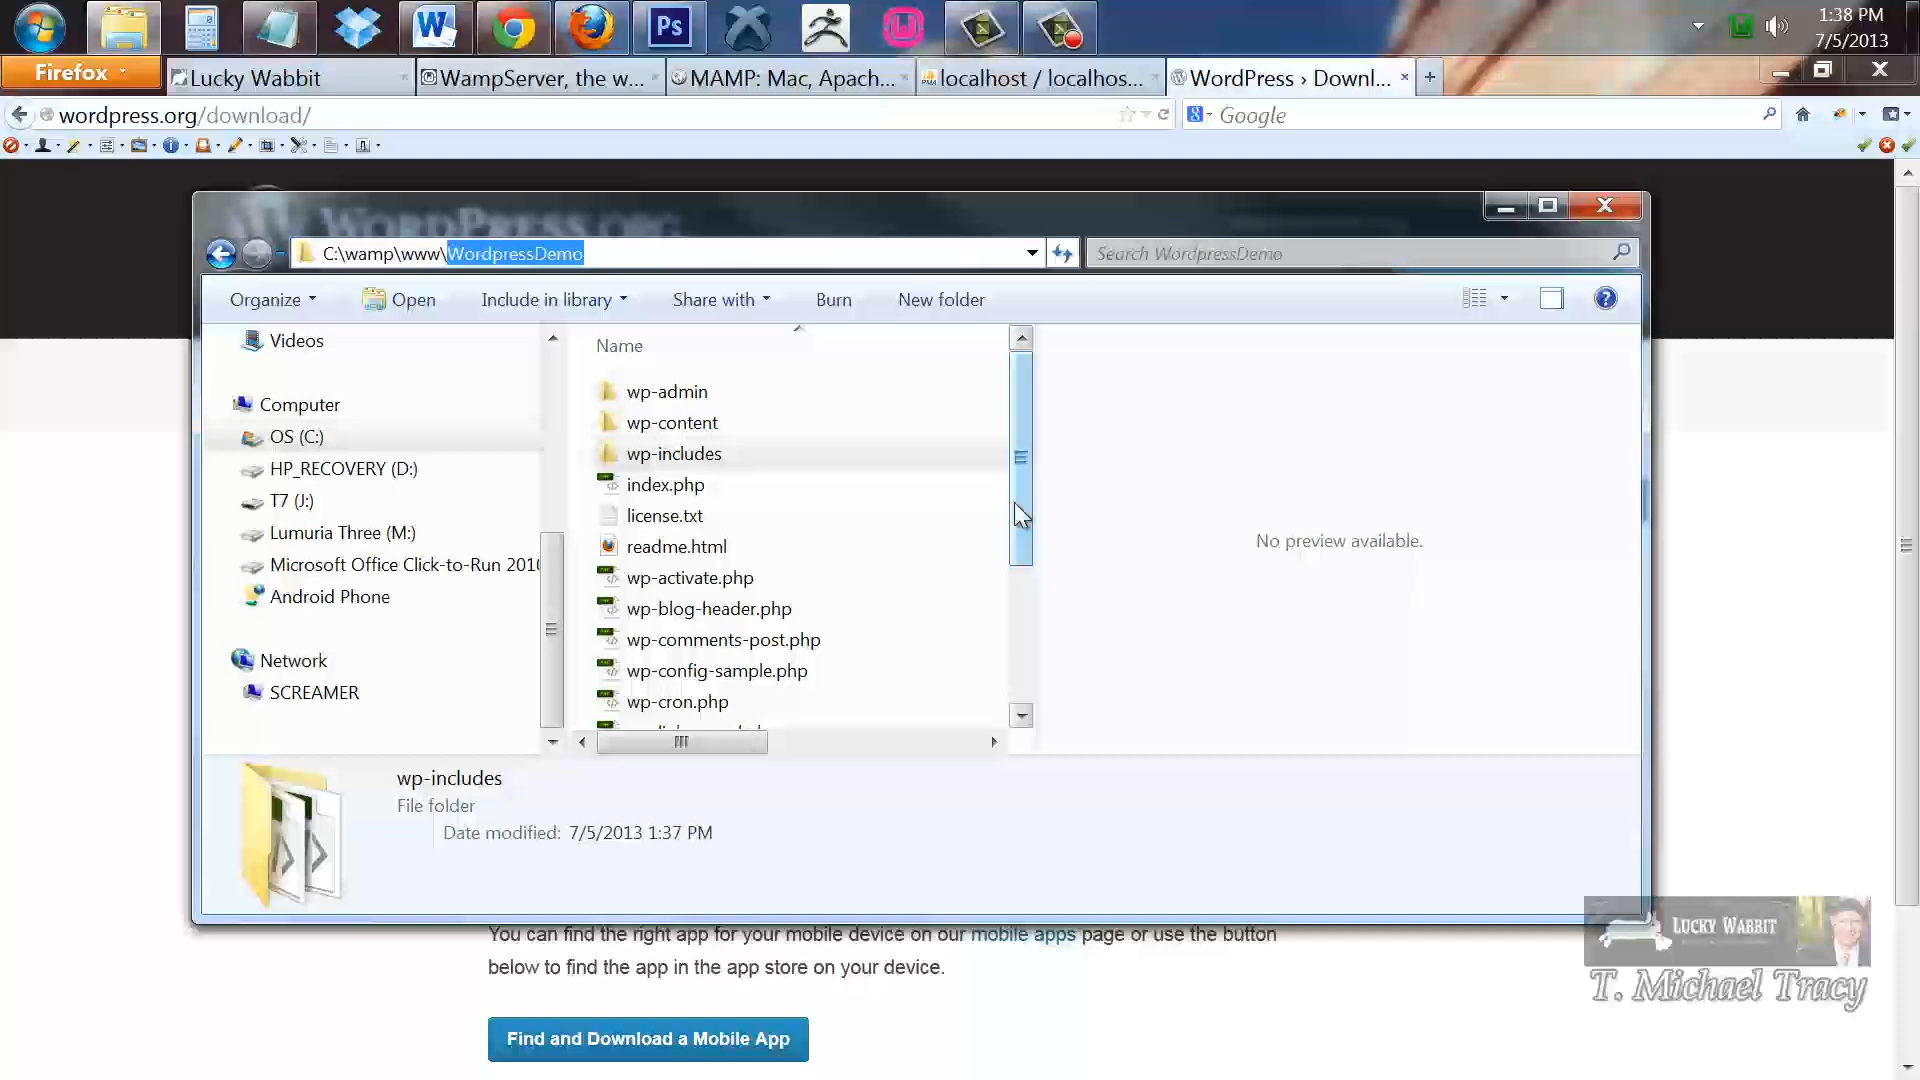 1:38 PM
7/5/2013
Firefox
Lucky Wabbit
WampServer, the w...
MAMP: Mac, Apach...
localhost / localhos...
WordPress › Downl...
wordpress.org/download/
Google
WORDPRESS.ORG
C:\wamp\www\WordpressDemo
Search WordpressDemo
Organize
Open
Include in library
Share with
Burn
New folder
Videos
Computer
OS (C:)
HP_RECOVERY (D:)
T7 (J:)
Lumuria Three (M:)
Microsoft Office Click-to-Run 2010
Android Phone
Network
SCREAMER
Name
wp-admin
wp-content
wp-includes
index.php
license.txt
readme.html
wp-activate.php
wp-blog-header.php
wp-comments-post.php
wp-config-sample.php
wp-cron.php
No preview available.
wp-includes
File folder
Date modified: 7/5/2013 1:37 PM
You can find the right app for your mobile device on our mobile apps page or use the button
below to find the app in the app store on your device.
Find and Download a Mobile App
LUCKY WABBIT
T. Michael Tracy